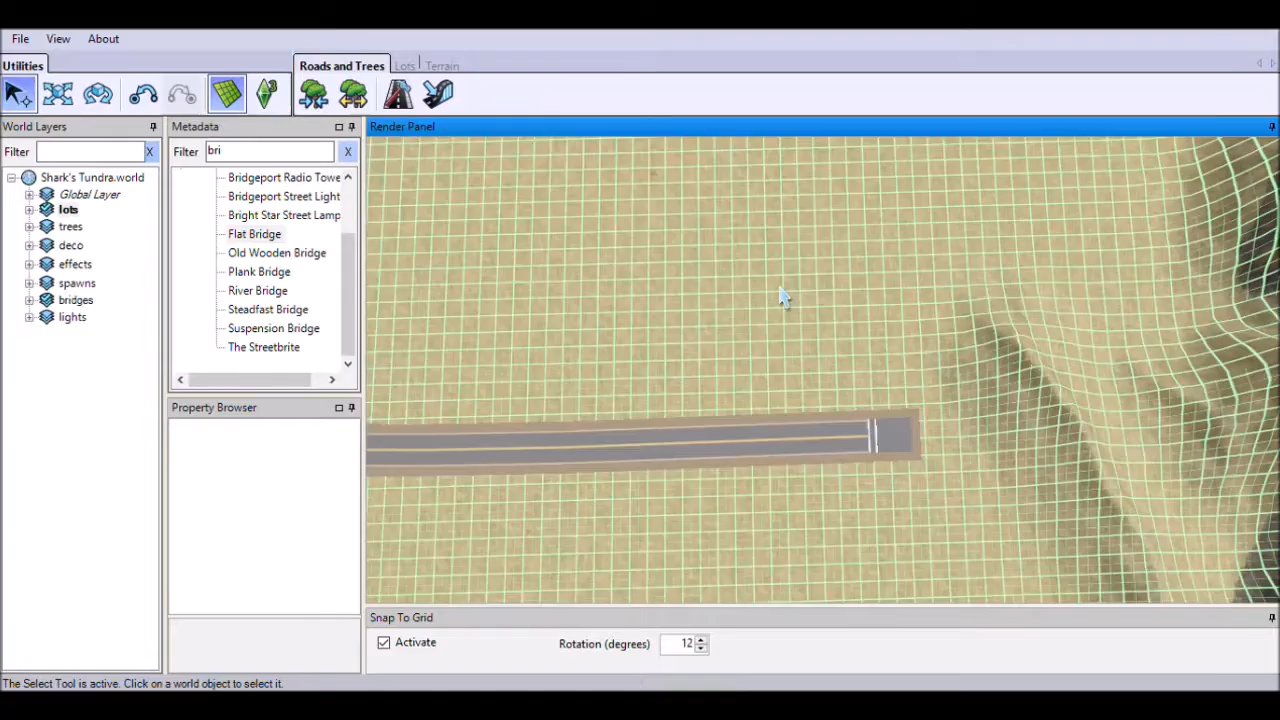 File View About
Utilities
Roads and Trees Lots Terrain
World Layers
Filter X
Shark's Tundra.world
Global Layer
lots
trees
deco
effects
spawns
bridges
lights
Metadata
Filter bri X
Bridgeport Radio Towe
Bridgeport Street Light
Bright Star Street Lamp
Flat Bridge
Old Wooden Bridge
Plank Bridge
River Bridge
Steadfast Bridge
Suspension Bridge
The Streetbrite
Property Browser
Render Panel
Snap To Grid
Activate Rotation (degrees) 12
The Select Tool is active. Click on a world object to select it.